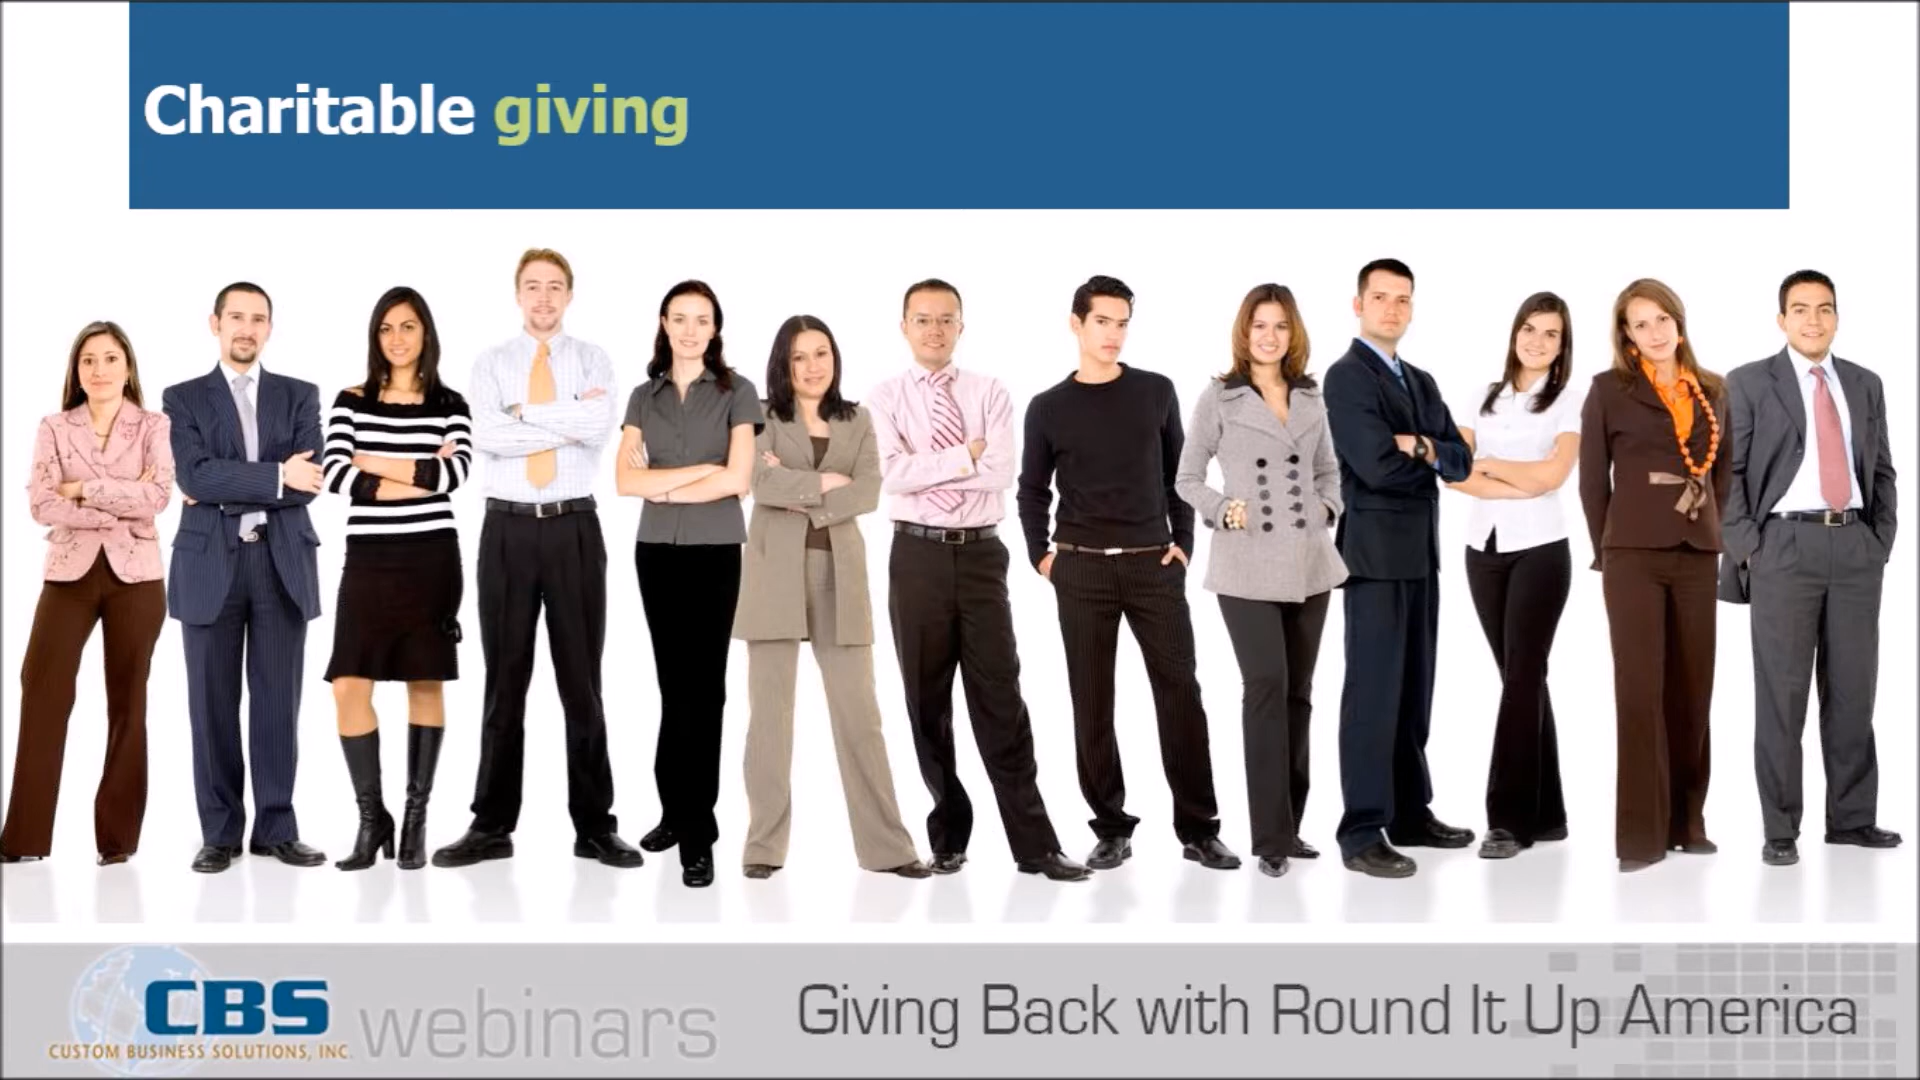 Charitable giving
CBS webinars
CUSTOM BUSINESS SOLUTIONS, INC.
Giving Back with Round It Up America